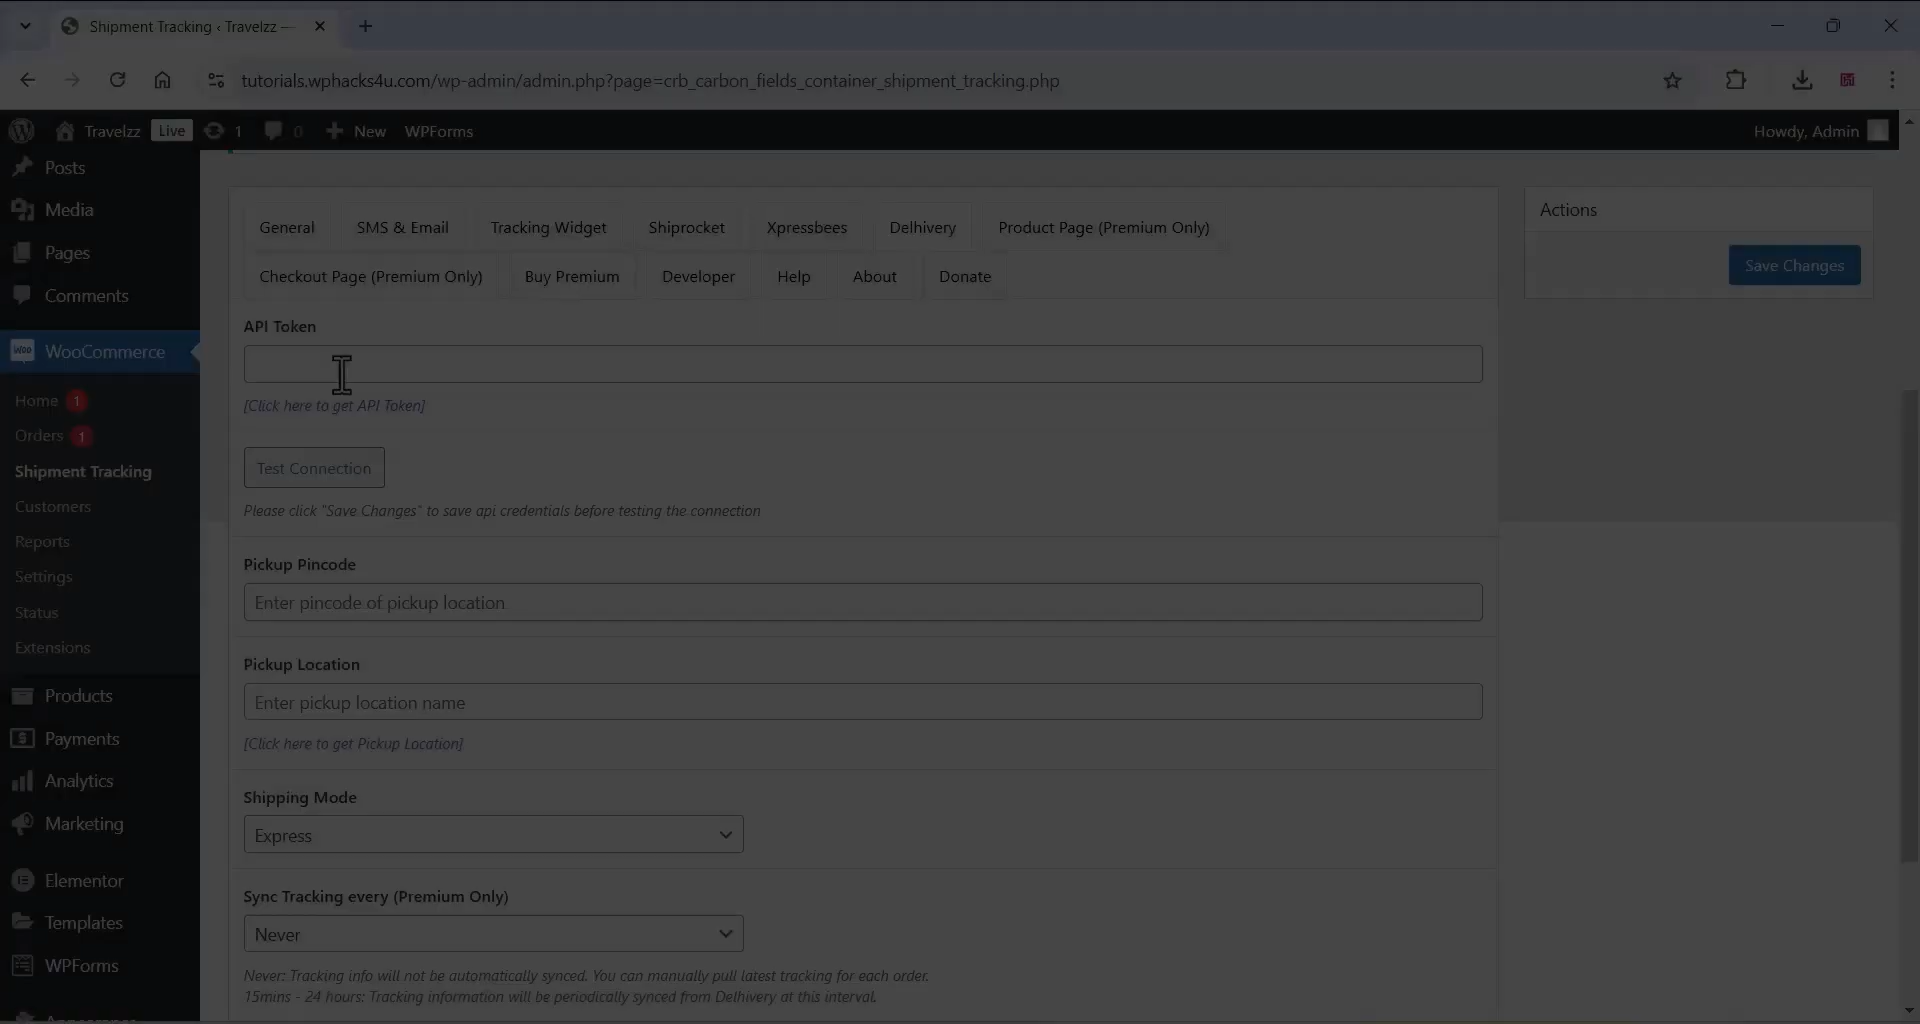 Shipment Tracking ‹ Travelzz —
tutorials.wphacks4u.com/wp-admin/admin.php?page=crb_carbon_fields_container_shipment_tracking.php
Travelzz Live 1 0 New WPForms Howdy, Admin
Posts
Media
Pages
Comments
WooCommerce
Home 1
Orders 1
Shipment Tracking
Customers
Reports
Settings
Status
Extensions
Products
Payments
Analytics
Marketing
Elementor
Templates
WPForms
General SMS & Email Tracking Widget Shiprocket Xpressbees Delhivery Product Page (Premium Only)
Checkout Page (Premium Only) Buy Premium Developer Help About Donate
API Token
[Click here to get API Token]
Test Connection
Please click "Save Changes" to save api credentials before testing the connection
Pickup Pincode
Enter pincode of pickup location
Pickup Location
Enter pickup location name
[Click here to get Pickup Location]
Shipping Mode
Express
Sync Tracking every (Premium Only)
Never
Never: Tracking info will not be automatically synced. You can manually pull latest tracking for each order.
15mins - 24 hours: Tracking information will be periodically synced from Delhivery at this interval.
Actions
Save Changes